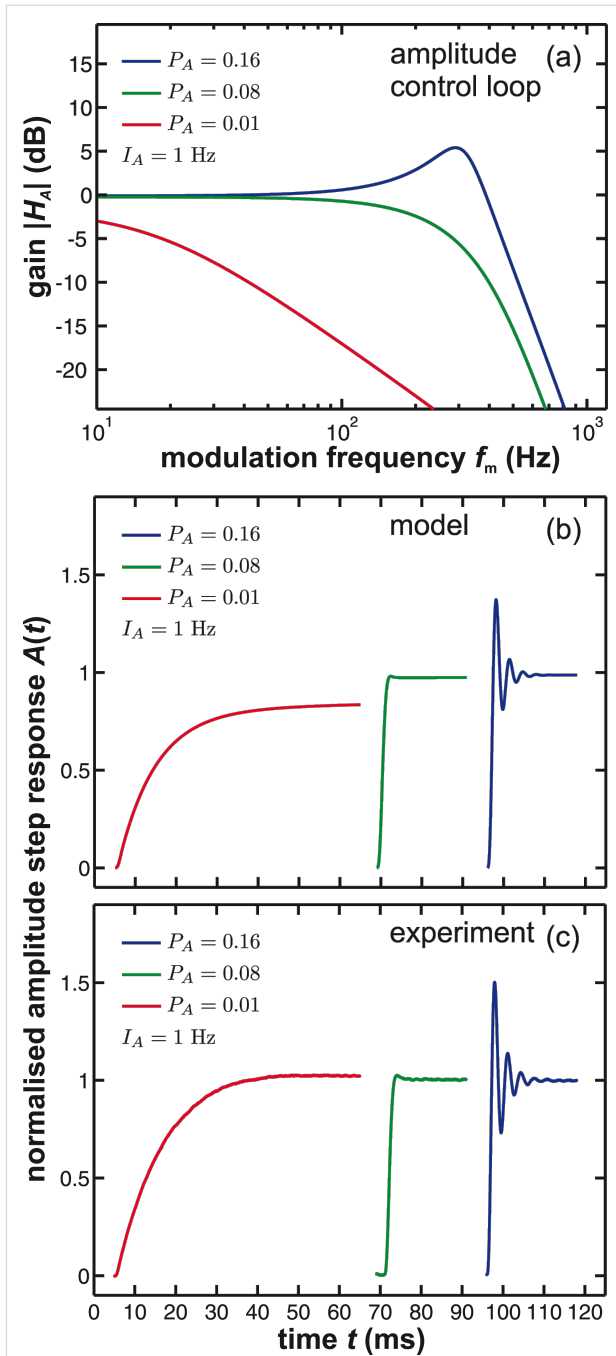 (a)
amplitude
control loop
P_A = 0.16
P_A = 0.08
P_A = 0.01
I_A = 1 Hz
gain |H_A| (dB)
15
10
5
0
-5
-10
-15
-20
10^1
10^2
10^3
modulation frequency f_m (Hz)
(b)
model
P_A = 0.16
P_A = 0.08
P_A = 0.01
I_A = 1 Hz
1.5
1
0.5
0
normalised amplitude step response A(t)
(c)
experiment
P_A = 0.16
P_A = 0.08
P_A = 0.01
I_A = 1 Hz
1.5
1
0.5
0
0 10 20 30 40 50 60 70 80 90 100 110 120
time t (ms)